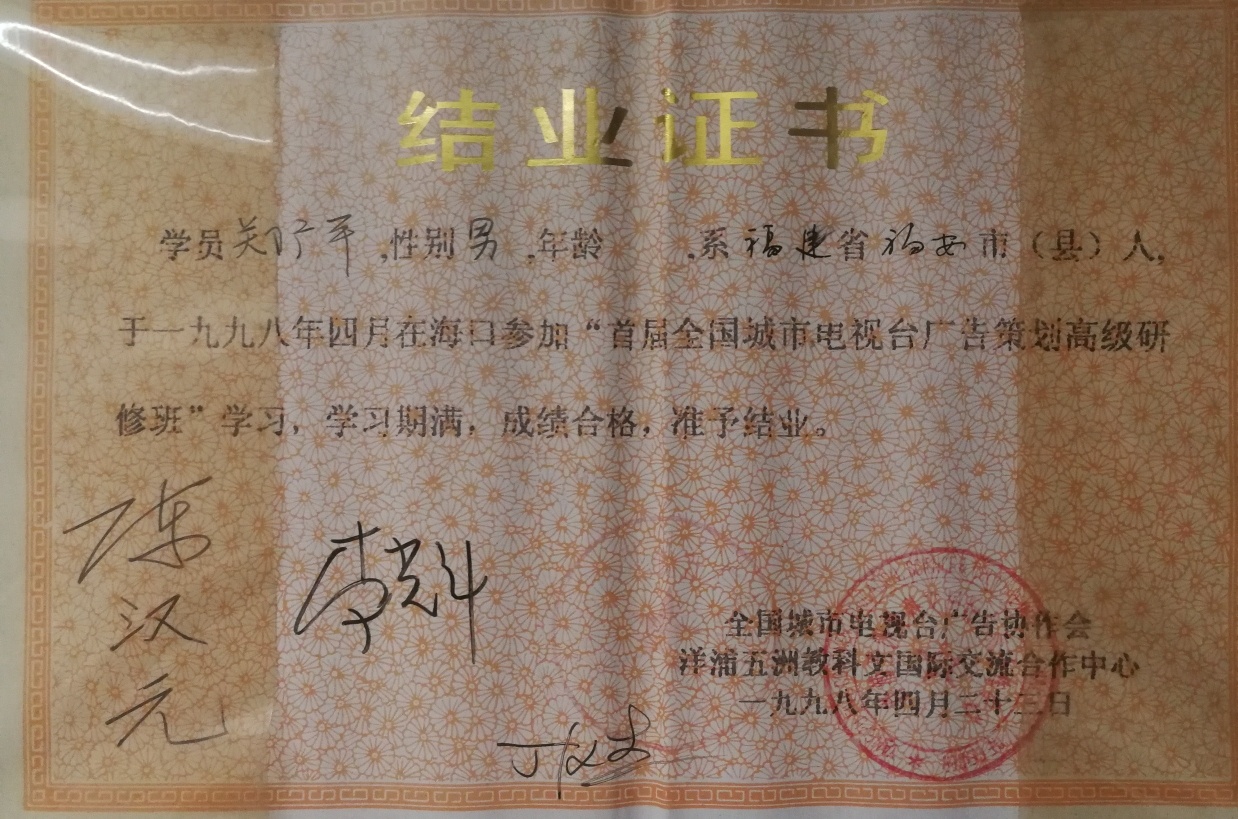 结业证书
学员 关 平,性别男,年龄 ,系福建省福安市（县）人,
于一九九八年四月在海口参加“首届全国城市电视台广告策划高级研
修班”学习，学习期满，成绩合格，准予结业。
陈汉元
全国城市电视台广告协作会
洋浦五洲教科文国际交流合作中心
一九九八年四月二十三日